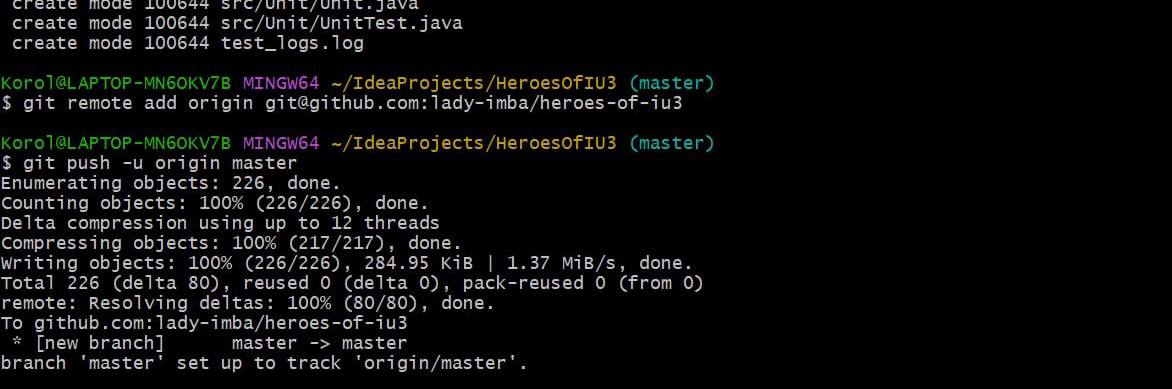 create mode 100644 src/Unit/Unit.java
create mode 100644 src/Unit/UnitTest.java
create mode 100644 test_logs.log
Korol@LAPTOP-MN6OKV7B MINGW64 ~/IdeaProjects/HeroesOfIU3 (master)
$ git remote add origin git@github.com:lady-imba/heroes-of-iu3
Korol@LAPTOP-MN6OKV7B MINGW64 ~/IdeaProjects/HeroesOfIU3 (master)
$ git push -u origin master
Enumerating objects: 226, done.
Counting objects: 100% (226/226), done.
Delta compression using up to 12 threads
Compressing objects: 100% (217/217), done.
Writing objects: 100% (226/226), 284.95 KiB | 1.37 MiB/s, done.
Total 226 (delta 80), reused 0 (delta 0), pack-reused 0 (from 0)
remote: Resolving deltas: 100% (80/80), done.
To github.com:lady-imba/heroes-of-iu3
 * [new branch]      master -> master
branch 'master' set up to track 'origin/master'.